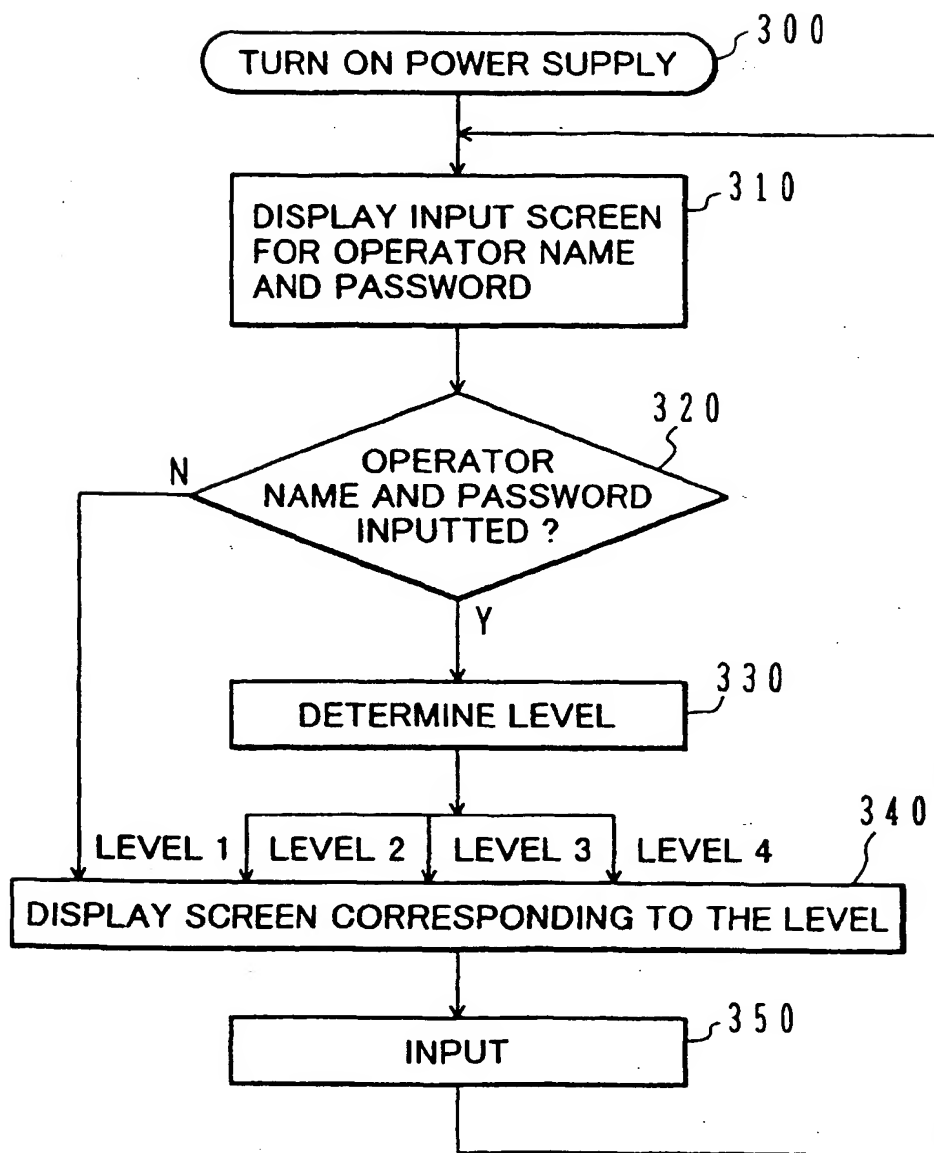 300
TURN ON POWER SUPPLY
310
DISPLAY INPUT SCREEN
FOR OPERATOR NAME
AND PASSWORD
320
OPERATOR
NAME AND PASSWORD
INPUTTED ?
N
Y
330
DETERMINE LEVEL
340
LEVEL 1 LEVEL 2 LEVEL 3 LEVEL 4
DISPLAY SCREEN CORRESPONDING TO THE LEVEL
350
INPUT